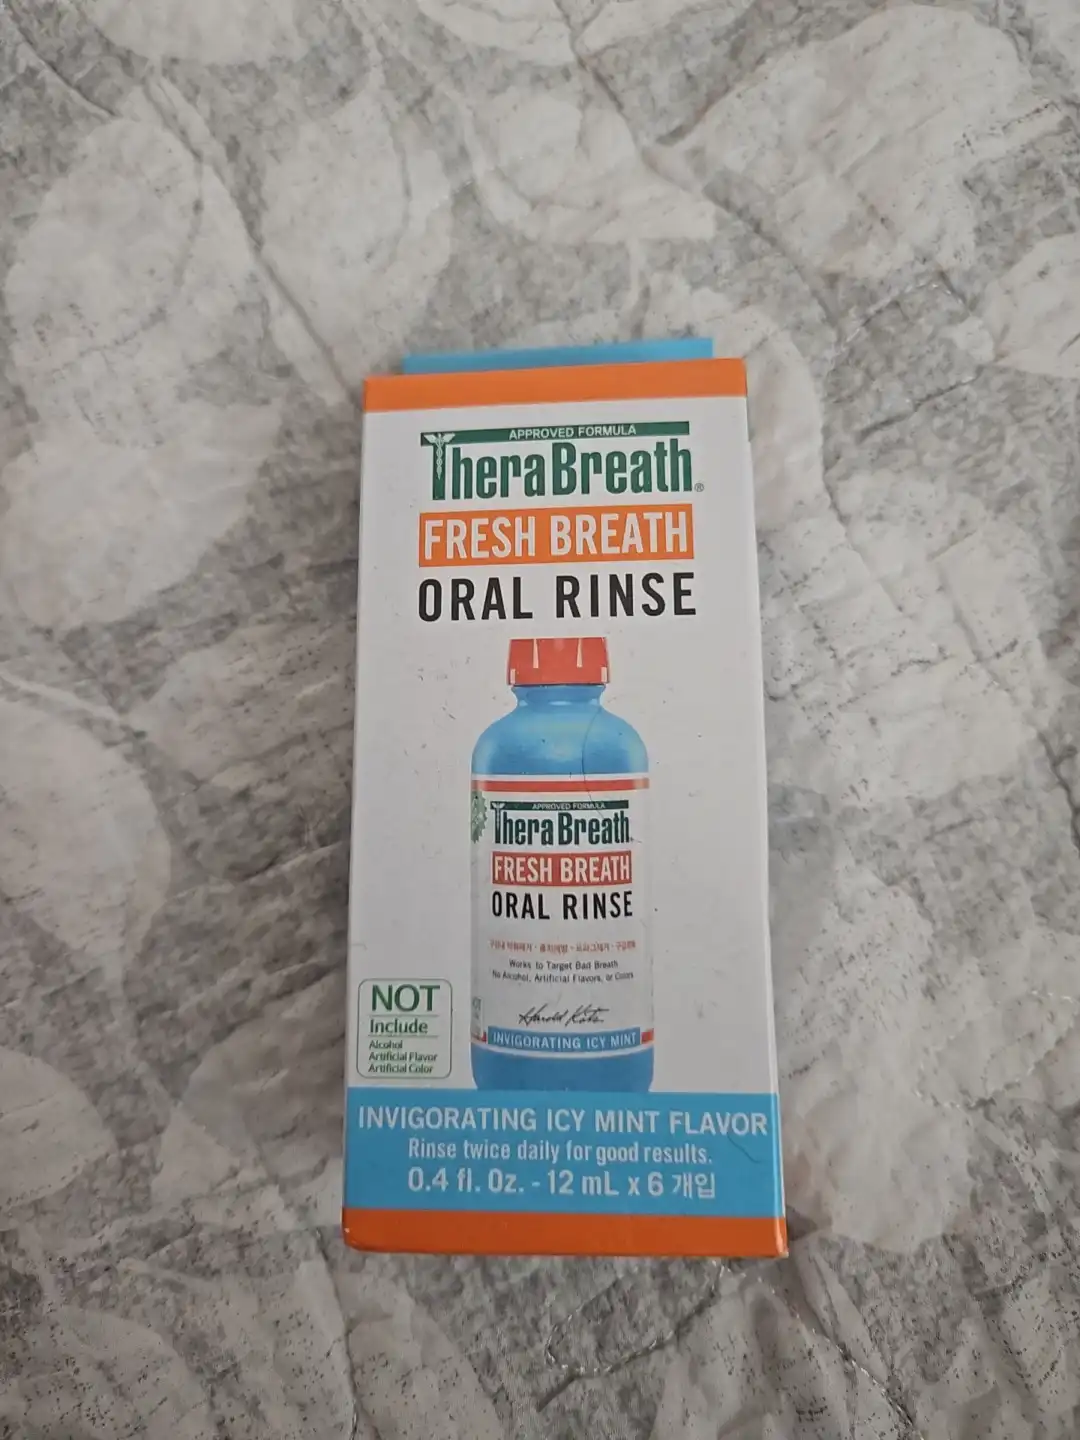 APPROVED FORMULA
TheraBreath®
FRESH BREATH
ORAL RINSE
APPROVED FORMULA
TheraBreath
FRESH BREATH
ORAL RINSE
Works to Target Bad Breath
No Alcohol, Artificial Flavors, or Colors
Harold Katz
INVIGORATING ICY MINT
NOT
Include
Alcohol
Artificial Flavor
Artificial Color
INVIGORATING ICY MINT FLAVOR
Rinse twice daily for good results.
0.4 fl. Oz. - 12 mL x 6 개입